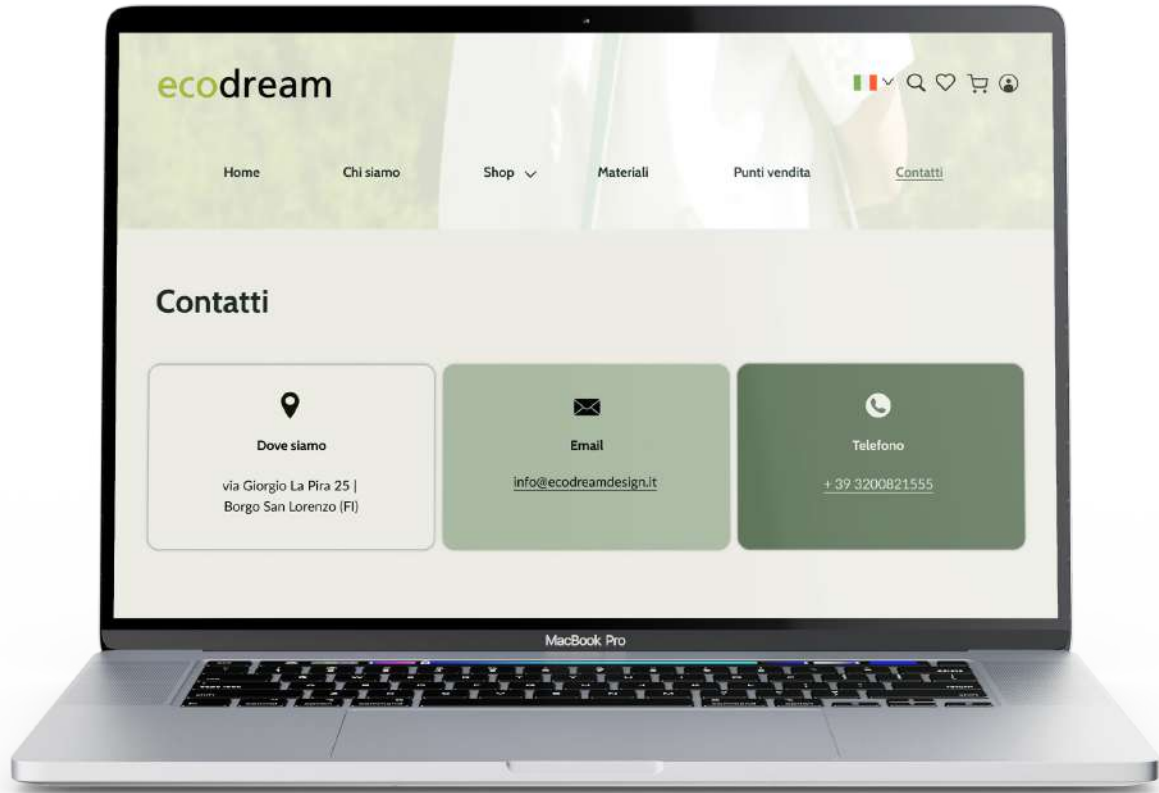 ecodream
Home Chi siamo Shop Materiali Punti vendita Contatti
Contatti
Dove siamo
via Giorgio La Pira 25 |
Borgo San Lorenzo (FI)
Email
info@ecodreamdesign.it
Telefono
+ 39 3200821555
MacBook Pro